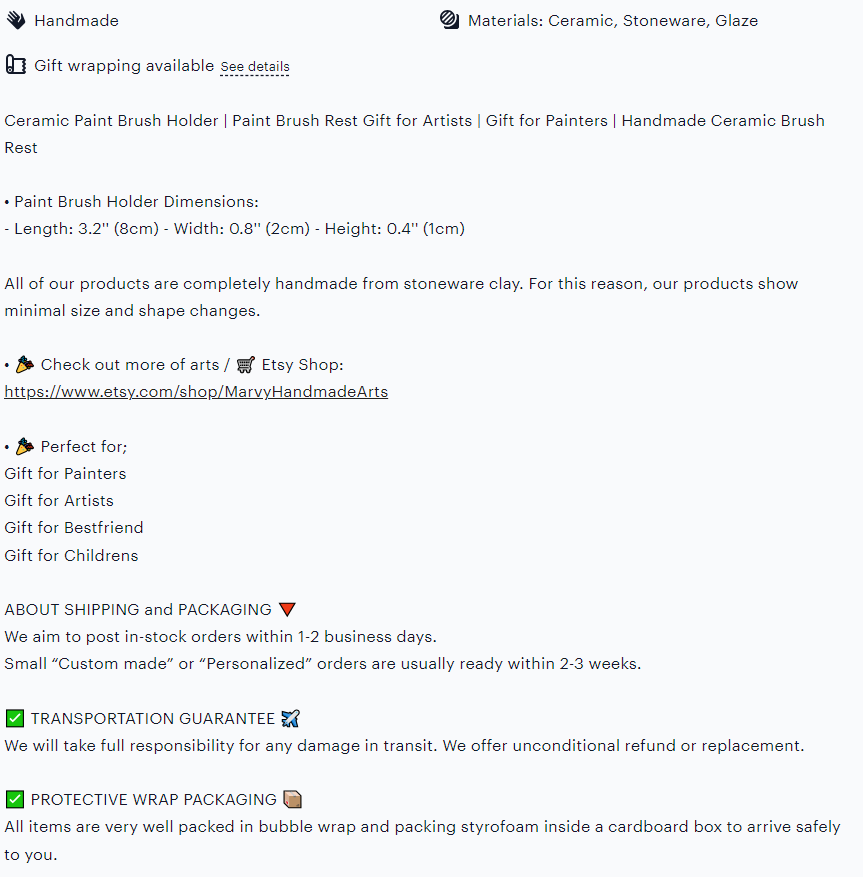 Handmade
Materials: Ceramic, Stoneware, Glaze
Gift wrapping available See details
Ceramic Paint Brush Holder | Paint Brush Rest Gift for Artists | Gift for Painters | Handmade Ceramic Brush
Rest
• Paint Brush Holder Dimensions:
- Length: 3.2'' (8cm) - Width: 0.8'' (2cm) - Height: 0.4'' (1cm)
All of our products are completely handmade from stoneware clay. For this reason, our products show
minimal size and shape changes.
• 🎉 Check out more of arts / 🛒 Etsy Shop:
https://www.etsy.com/shop/MarvyHandmadeArts
• 🎉 Perfect for;
Gift for Painters
Gift for Artists
Gift for Bestfriend
Gift for Childrens
ABOUT SHIPPING and PACKAGING 🔻
We aim to post in-stock orders within 1-2 business days.
Small “Custom made” or “Personalized” orders are usually ready within 2-3 weeks.
✅ TRANSPORTATION GUARANTEE ✈️
We will take full responsibility for any damage in transit. We offer unconditional refund or replacement.
✅ PROTECTIVE WRAP PACKAGING 📦
All items are very well packed in bubble wrap and packing styrofoam inside a cardboard box to arrive safely
to you.